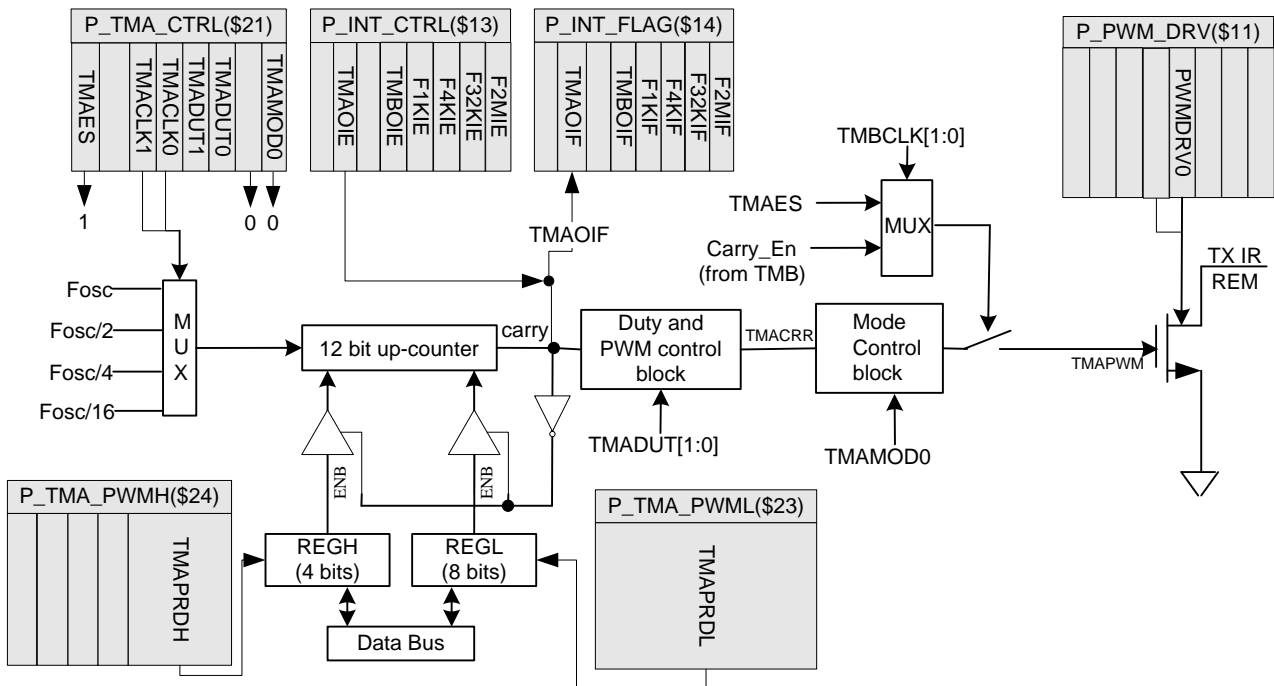 P_TMA_CTRL($21)
TMAES
TMACLK1
TMACLK0
TMADUT1
TMADUT0
TMAMOD0
1
0
0
P_INT_CTRL($13)
TMAOIE
TMBOIE
F1KIE
F4KIE
F32KIE
F2MIE
P_INT_FLAG($14)
TMAOIF
TMBOIF
F1KIF
F4KIF
F32KIF
F2MIF
P_PWM_DRV($11)
PWMDRV0
TMBCLK[1:0]
TMAES
Carry_En
(from TMB)
MUX
TMAOIF
TX IR
REM
Fosc
Fosc/2
Fosc/4
Fosc/16
MUX
12 bit up-counter
carry
Duty and
PWM control
block
TMACRR
Mode
Control
block
TMAPWM
TMADUT[1:0]
TMAMOD0
ENB
ENB
P_TMA_PWMH($24)
TMAPRDH
REGH
(4 bits)
REGL
(8 bits)
Data Bus
P_TMA_PWML($23)
TMAPRDL